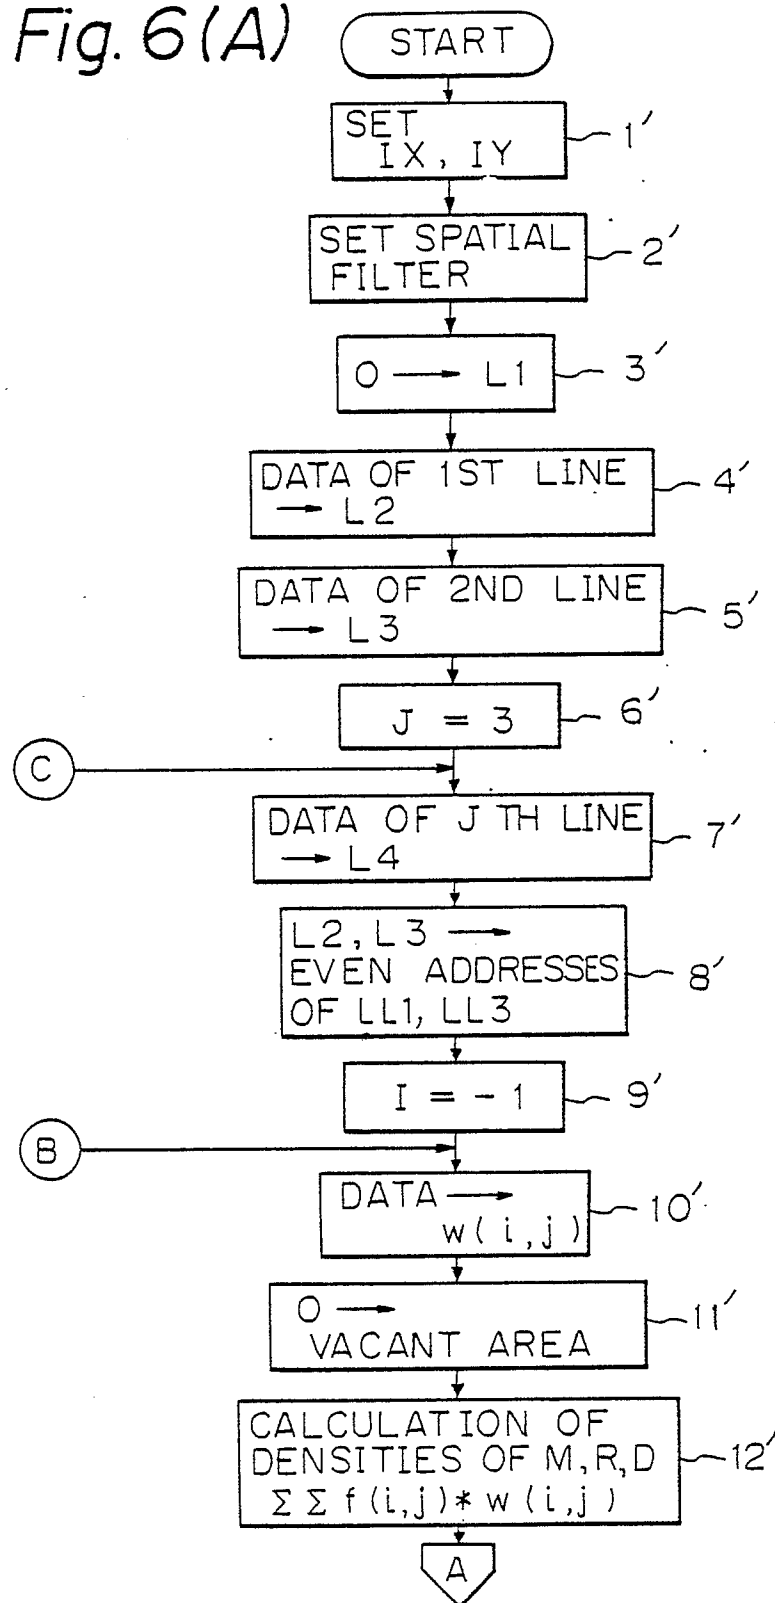 Fig. 6(A)
START
SET
IX, IY
1'
SET SPATIAL
FILTER
2'
0 → L1
3'
DATA OF 1ST LINE
→ L2
4'
DATA OF 2ND LINE
→ L3
5'
J = 3
6'
C
DATA OF J TH LINE
→ L4
7'
L2, L3 →
EVEN ADDRESSES
OF LL1, LL3
8'
I = -1
9'
B
DATA →
w(i,j)
10'
0 →
VACANT AREA
11'
CALCULATION OF
DENSITIES OF M,R,D
Σ Σ f(i,j)* w(i,j)
12'
A